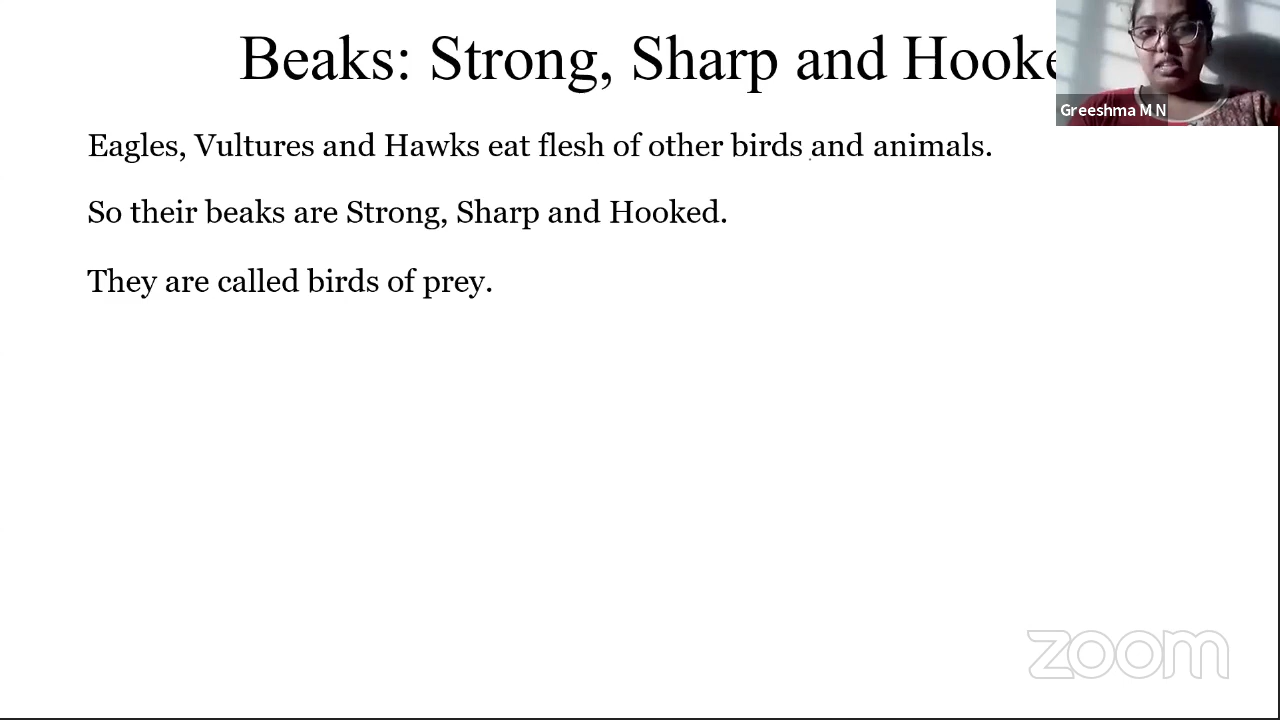 Beaks: Strong, Sharp and Hooke
Greeshma M N
Eagles, Vultures and Hawks eat flesh of other birds and animals.
So their beaks are Strong, Sharp and Hooked.
They are called birds of prey.
zoom